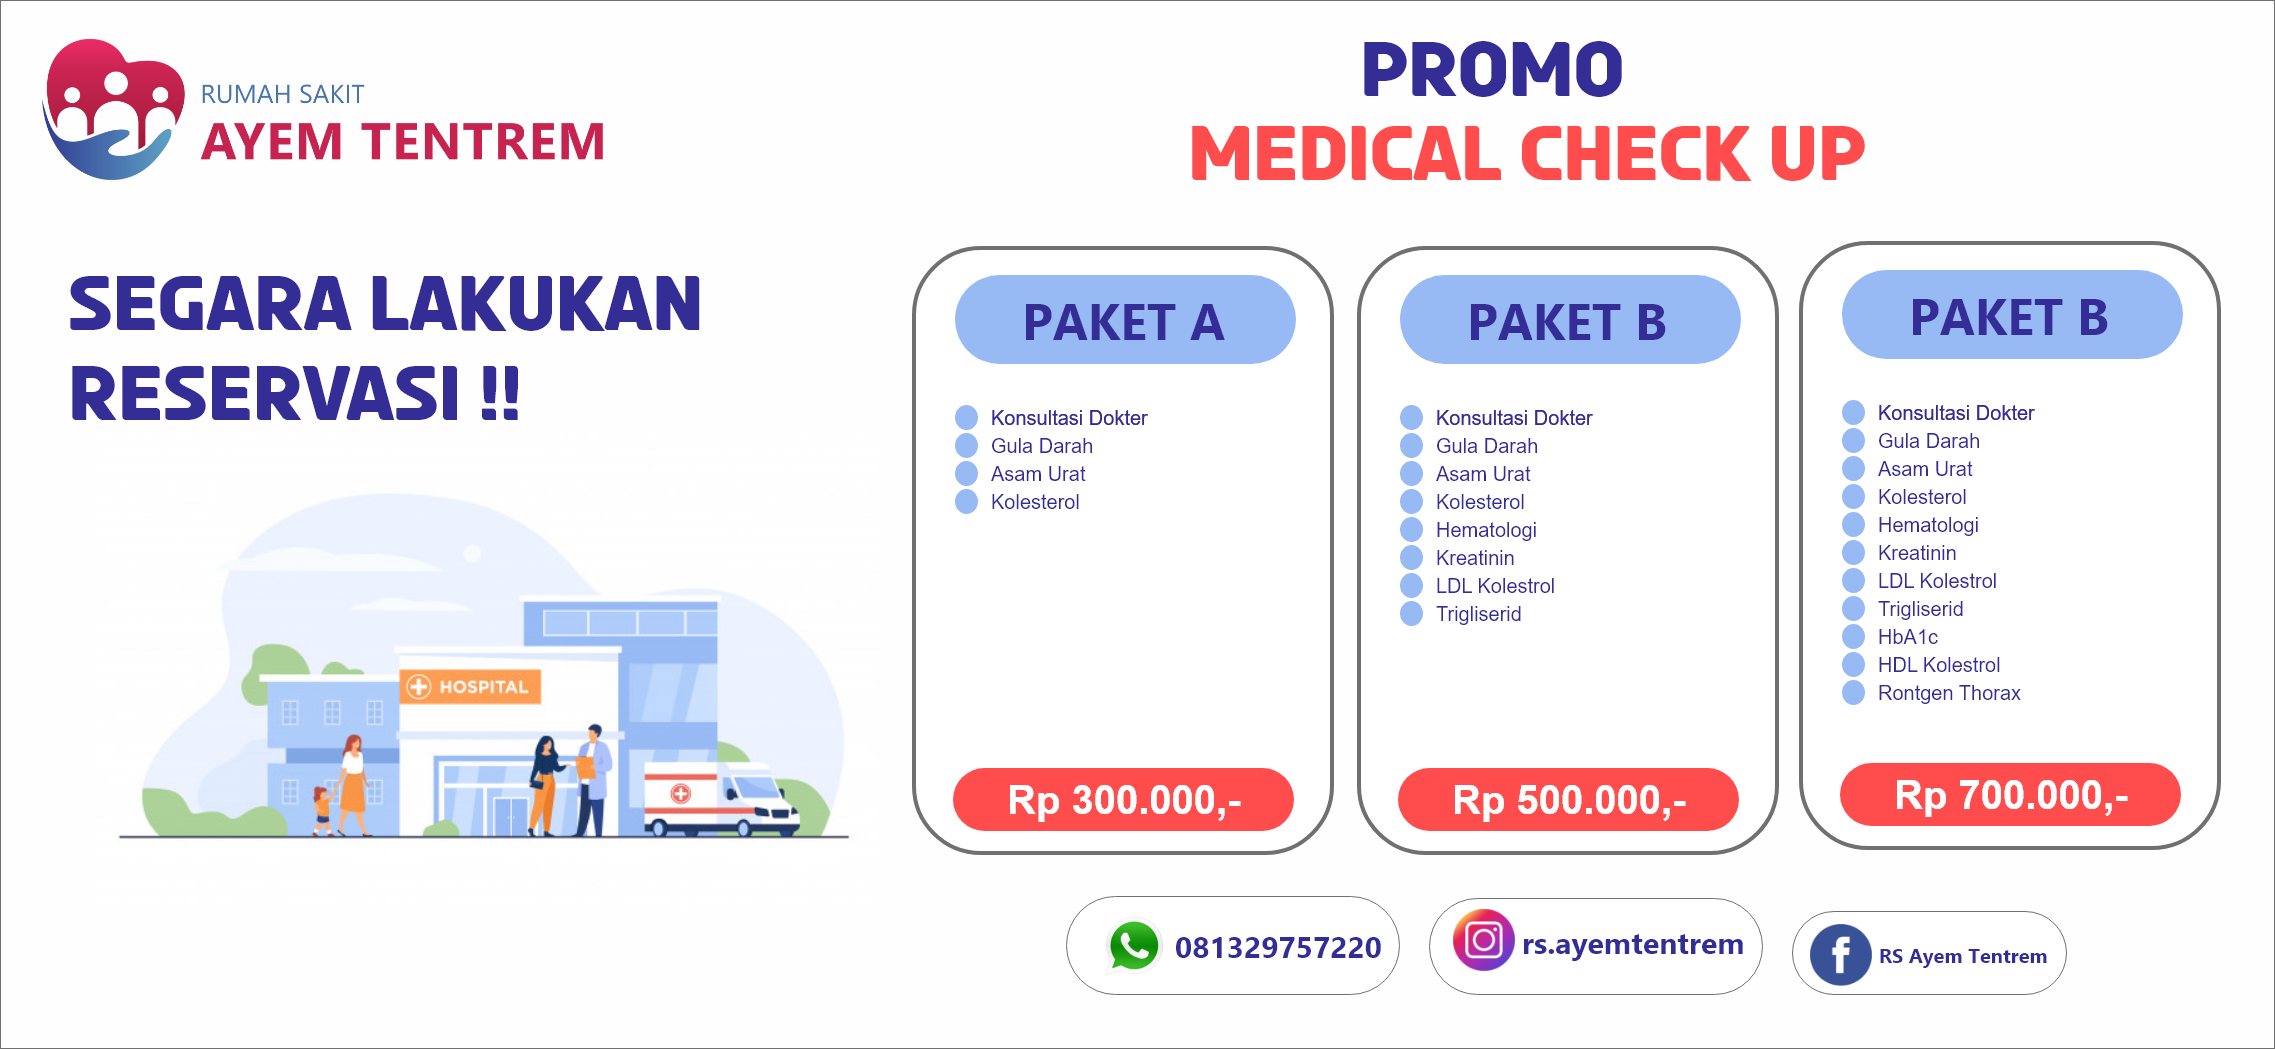 RUMAH SAKIT
AYEM TENTREM
PROMO
MEDICAL CHECK UP
SEGARA LAKUKAN
RESERVASI !!
HOSPITAL
PAKET A
Konsultasi Dokter
Gula Darah
Asam Urat
Kolesterol
Rp 300.000,-
PAKET B
Konsultasi Dokter
Gula Darah
Asam Urat
Kolesterol
Hematologi
Kreatinin
LDL Kolestrol
Trigliserid
Rp 500.000,-
PAKET B
Konsultasi Dokter
Gula Darah
Asam Urat
Kolesterol
Hematologi
Kreatinin
LDL Kolestrol
Trigliserid
HbA1c
HDL Kolestrol
Rontgen Thorax
Rp 700.000,-
081329757220
rs.ayemtentrem
RS Ayem Tentrem